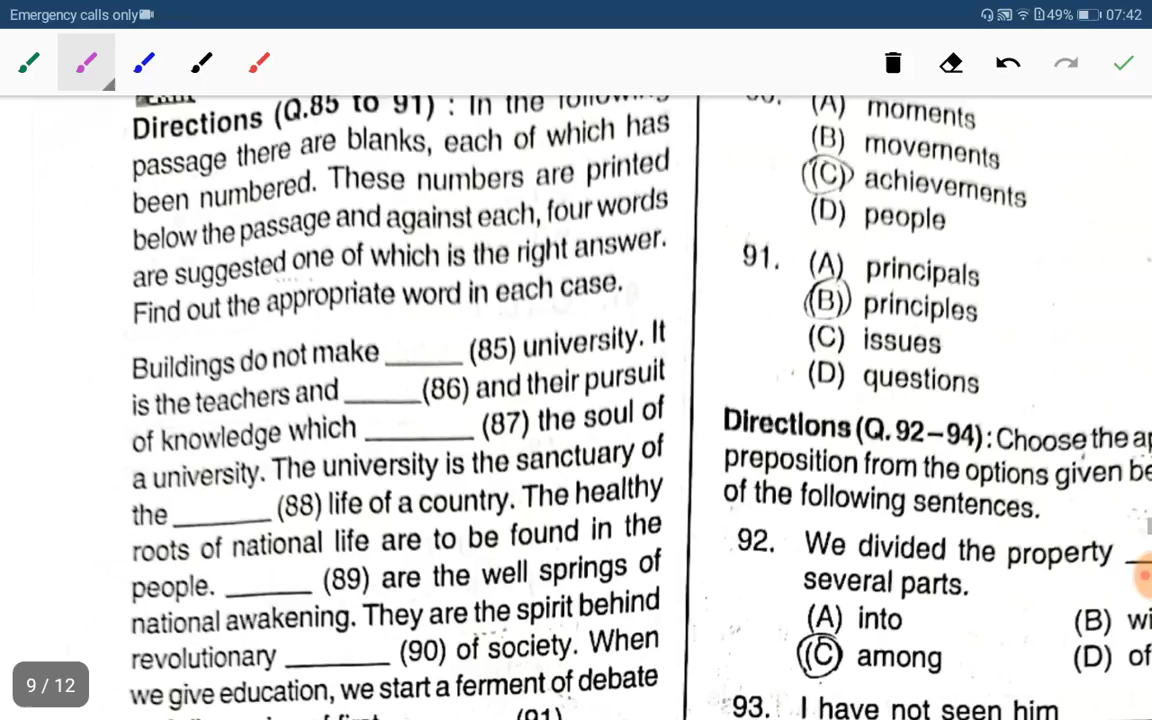 Emergency calls only
49% 07:42
Directions (Q.85 to 91) : In the following
passage there are blanks, each of which has
been numbered. These numbers are printed
below the passage and against each, four words
are suggested one of which is the right answer.
Find out the appropriate word in each case.
Buildings do not make ______ (85) university. It
is the teachers and ______ (86) and their pursuit
of knowledge which ________ (87) the soul of
a university. The university is the sanctuary of
the ________ (88) life of a country. The healthy
roots of national life are to be found in the
people. _______ (89) are the well springs of
national awakening. They are the spirit behind
revolutionary ________ (90) of society. When
we give education, we start a ferment of debate
(91)
(A) moments
(B) movements
(C) achievements
(D) people
91. (A) principals
(B) principles
(C) issues
(D) questions
Directions (Q. 92-94) : Choose the
preposition from the options given
of the following sentences.
92. We divided the property
several parts.
(A) into (B)
(C) among (D) of
93. I have not seen him
9 / 12